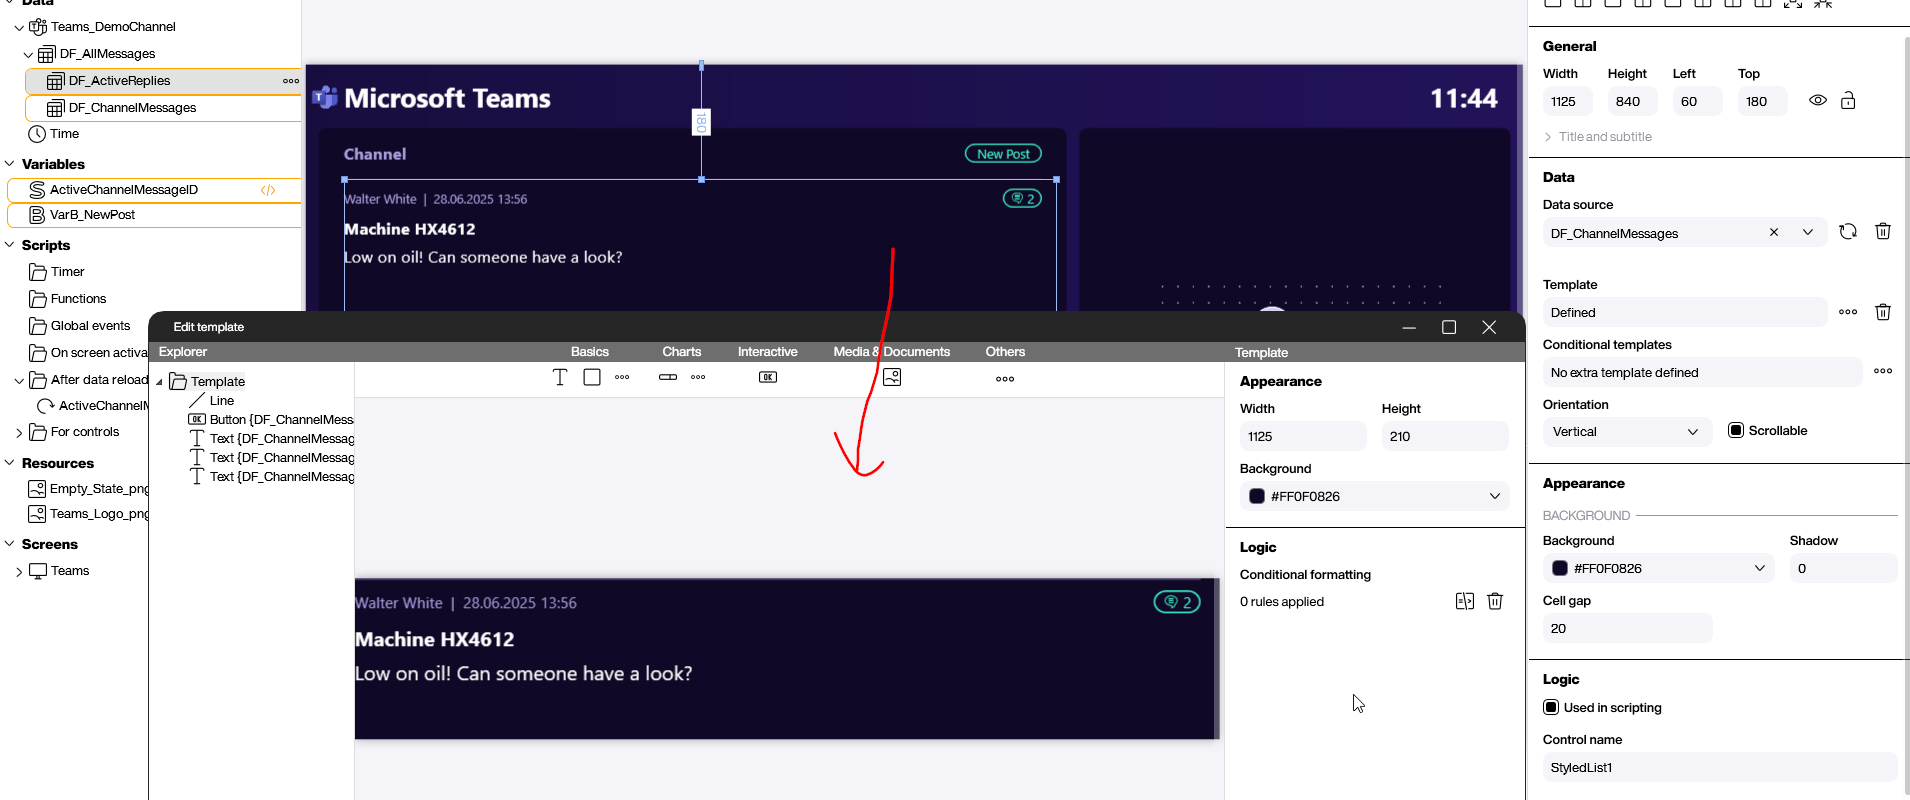 Data
Teams_DemoChannel
DF_AllMessages
DF_ActiveReplies
DF_ChannelMessages
Time
Variables
ActiveChannelMessageID
VarB_NewPost
Scripts
Timer
Functions
Global events
On screen activa
After data reload
ActiveChannelM
For controls
Resources
Empty_State_png
Teams_Logo_png
Screens
Teams
Microsoft Teams
11:44
180
Channel
New Post
Walter White | 28.06.2025 13:56
2
Machine HX4612
Low on oil! Can someone have a look?
Edit template
Explorer
Basics Charts Interactive Media & Documents Others
Template
Template
Line
OK Button {DF_ChannelMess
Text {DF_ChannelMessag
Text {DF_ChannelMessag
Text {DF_ChannelMessag
OK
Walter White | 28.06.2025 13:56
2
Machine HX4612
Low on oil! Can someone have a look?
Appearance
Width Height
1125 210
Background
#FF0F0826
Logic
Conditional formatting
0 rules applied
General
Width Height Left Top
1125 840 60 180
Title and subtitle
Data
Data source
DF_ChannelMessages
Template
Defined
Conditional templates
No extra template defined
Orientation
Vertical
Scrollable
Appearance
BACKGROUND
Background Shadow
#FF0F0826 0
Cell gap
20
Logic
Used in scripting
Control name
StyledList1